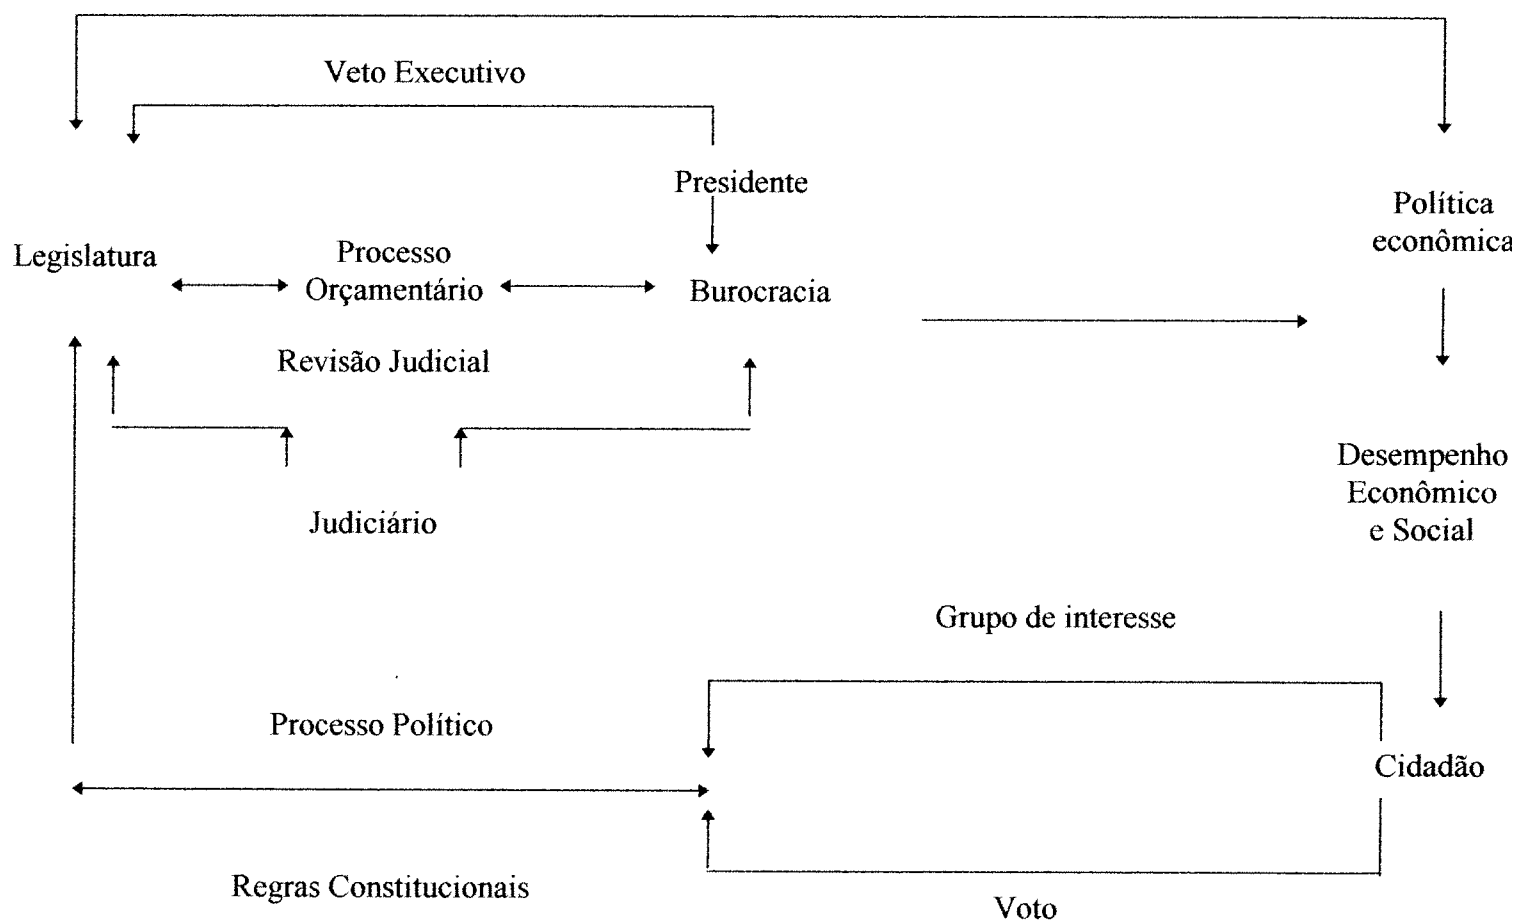 Veto Executivo
Presidente
Política
econômica
Legislatura
Processo
Orçamentário
Burocracia
Revisão Judicial
Desempenho
Econômico
e Social
Judiciário
Grupo de interesse
Processo Político
Cidadão
Regras Constitucionais
Voto